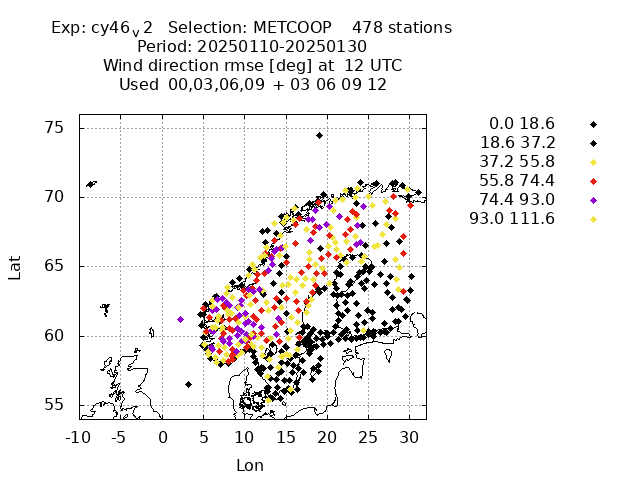 Exp: cy46_v2 Selection: METCOOP 478 stations
Period: 20250110-20250130
Wind direction rmse [deg] at 12 UTC
Used 00,03,06,09 + 03 06 09 12
0.0 18.6
18.6 37.2
37.2 55.8
55.8 74.4
74.4 93.0
93.0 111.6
75
70
65
60
55
Lat
-10 -5 0 5 10 15 20 25 30
Lon